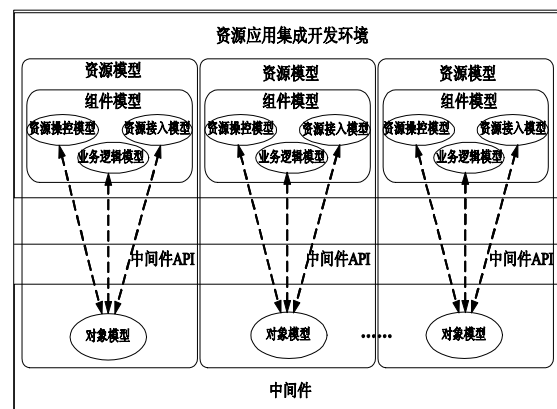 资源应用集成开发环境
资源模型 资源模型 资源模型
组件模型 组件模型 组件模型
资源操控模型 资源接入模型 资源操控模型 资源接入模型 资源操控模型 资源接入模型
业务逻辑模型 业务逻辑模型 业务逻辑模型
中间件API 中间件API 中间件API
对象模型 对象模型 ...... 对象模型
中间件